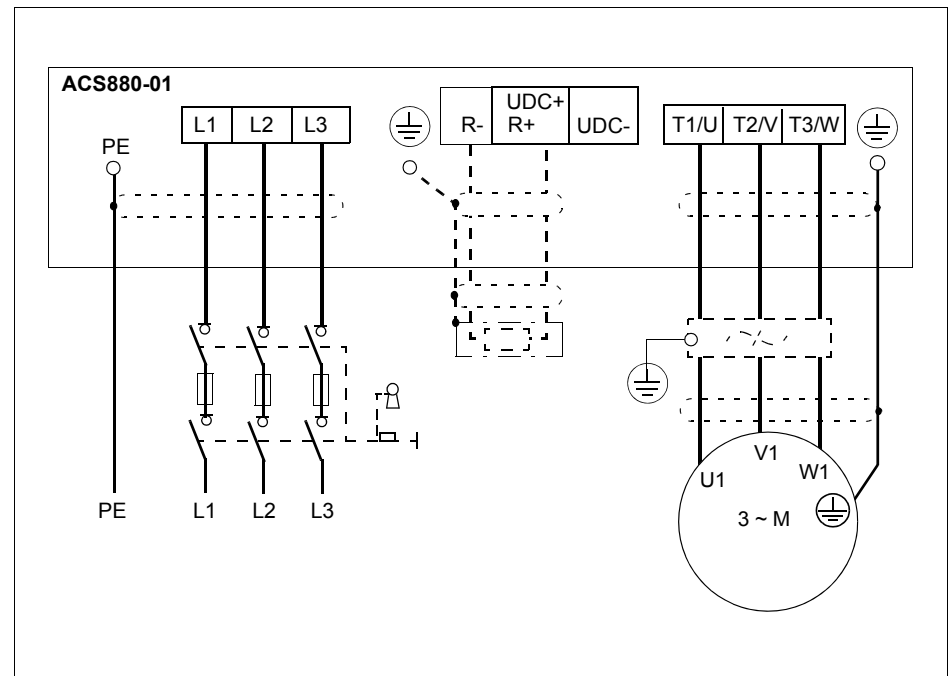 ACS880-01
PE
L1 L2 L3
R- UDC+ R+ UDC-
T1/U T2/V T3/W
PE
L1 L2 L3
U1 V1 W1
3 ~ M